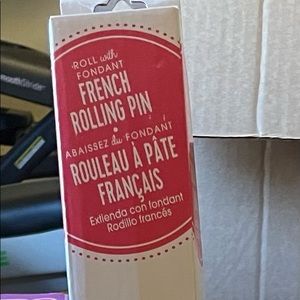 ROLL with
FONDANT
FRENCH
ROLLING PIN
ABAISSEZ du FONDANT
ROULEAU À PÂTE
FRANÇAIS
Extienda con fondant
Rodillo francés